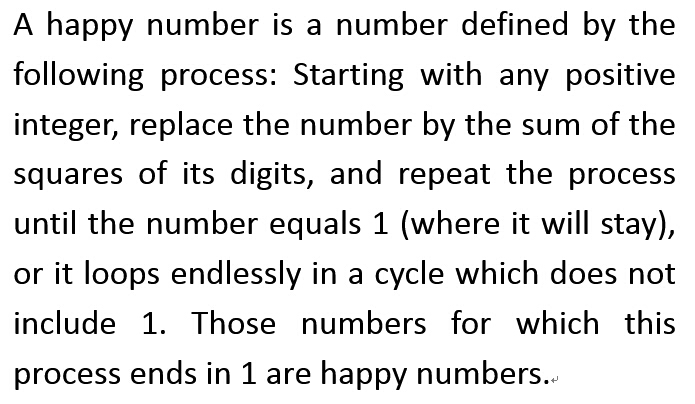 A happy number is a number defined by the
following process: Starting with any positive
integer, replace the number by the sum of the
squares of its digits, and repeat the process
until the number equals 1 (where it will stay),
or it loops endlessly in a cycle which does not
include 1. Those numbers for which this
process ends in 1 are happy numbers.